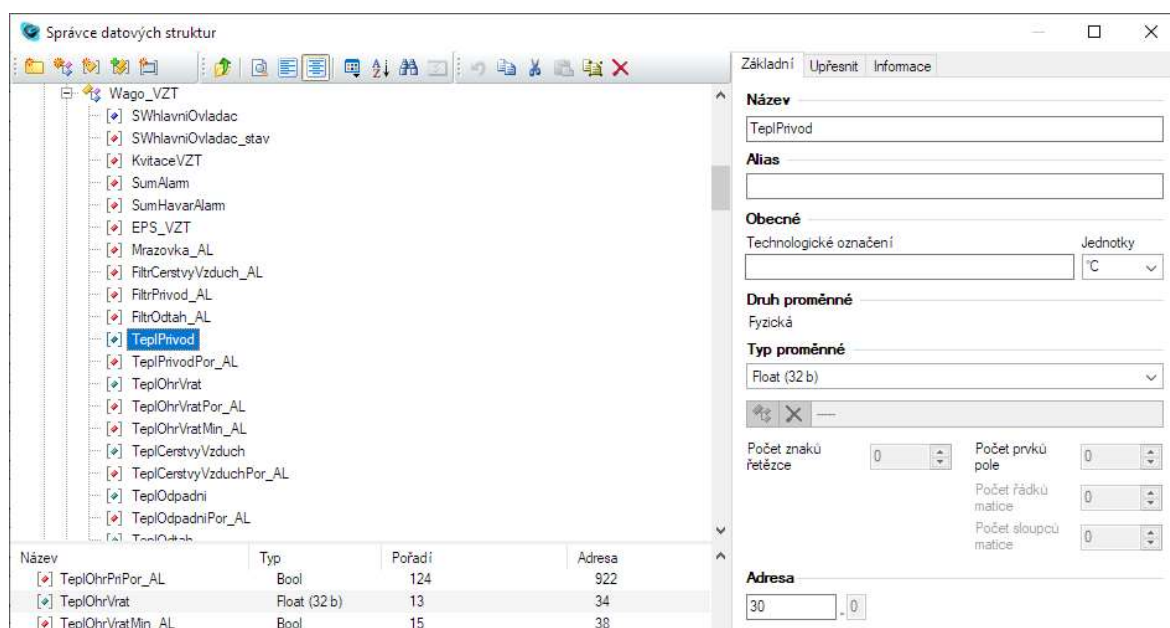 Správce datových struktur
Wago_VZT
SWhlavniOvladac
SWhlavniOvladac_stav
KvitaceVZT
SumAlarm
SumHavarAlarm
EPS_VZT
Mrazovka_AL
FiltrCerstvyVzduch_AL
FiltrPrivod_AL
FiltrOdtah_AL
TeplPrivod
TeplPrivodPor_AL
TeplOhrVrat
TeplOhrVratPor_AL
TeplOhrVratMin_AL
TeplCerstvyVzduch
TeplCerstvyVzduchPor_AL
TeplOdpadni
TeplOdpadniPor_AL
TeplOdtah
Název Typ Pořadí Adresa
TeplOhrPriPor_AL Bool 124 922
TeplOhrVrat Float (32 b) 13 34
TeplOhrVratMin_AL Bool 15 38
Základní Upřesnit Informace
Název
TeplPrivod
Alias
Obecné
Technologické označení Jednotky
°C
Druh proměnné
Fyzická
Typ proměnné
Float (32 b)
----
Počet znaků řetězce 0
Počet prvků pole 0
Počet řádků matice 0
Počet sloupců matice 0
Adresa
30 . 0